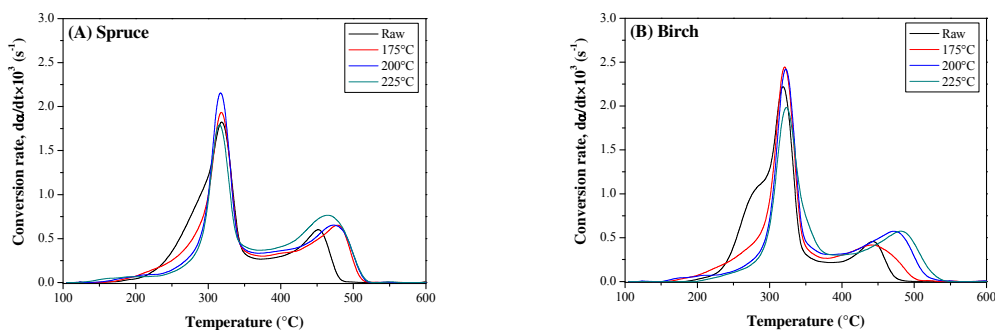 (A) Spruce
Raw
175°C
200°C
225°C
Conversion rate, dα/dt×10³ (s⁻¹)
3.0
2.5
2.0
1.5
1.0
0.5
0.0
100 200 300 400 500 600
Temperature (°C)
(B) Birch
Raw
175°C
200°C
225°C
Conversion rate, dα/dt×10³ (s⁻¹)
3.0
2.5
2.0
1.5
1.0
0.5
0.0
100 200 300 400 500 600
Temperature (°C)